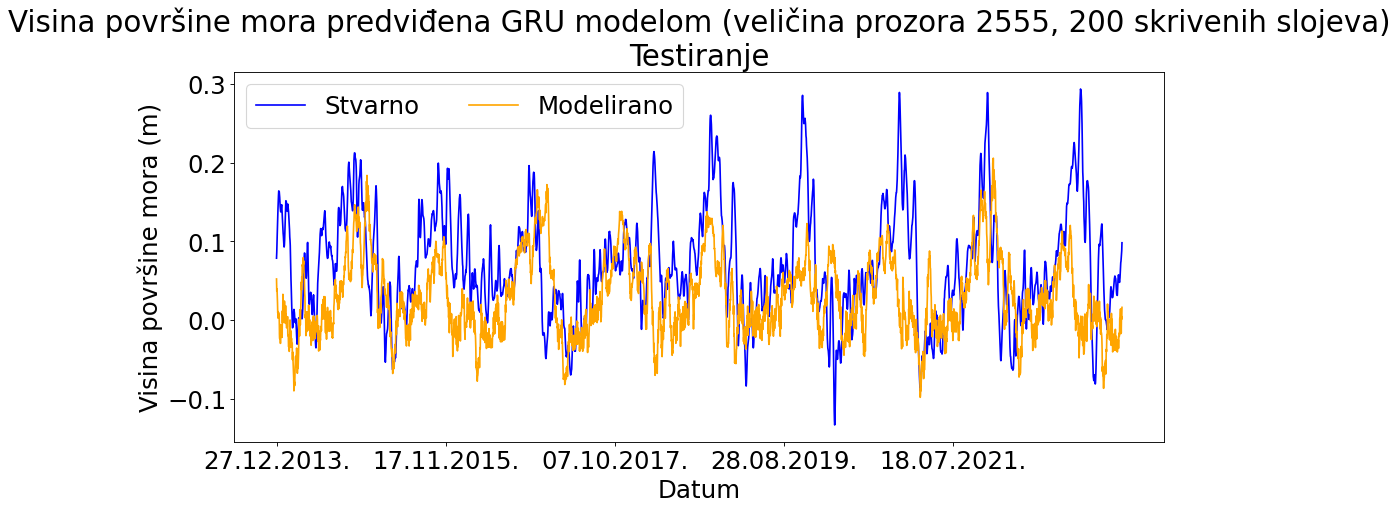 Visina površine mora predviđena GRU modelom (veličina prozora 2555, 200 skrivenih slojeva)
Testiranje
Stvarno
Modelirano
Visina površine mora (m)
0.3
0.2
0.1
0.0
−0.1
27.12.2013.
17.11.2015.
07.10.2017.
28.08.2019.
18.07.2021.
Datum